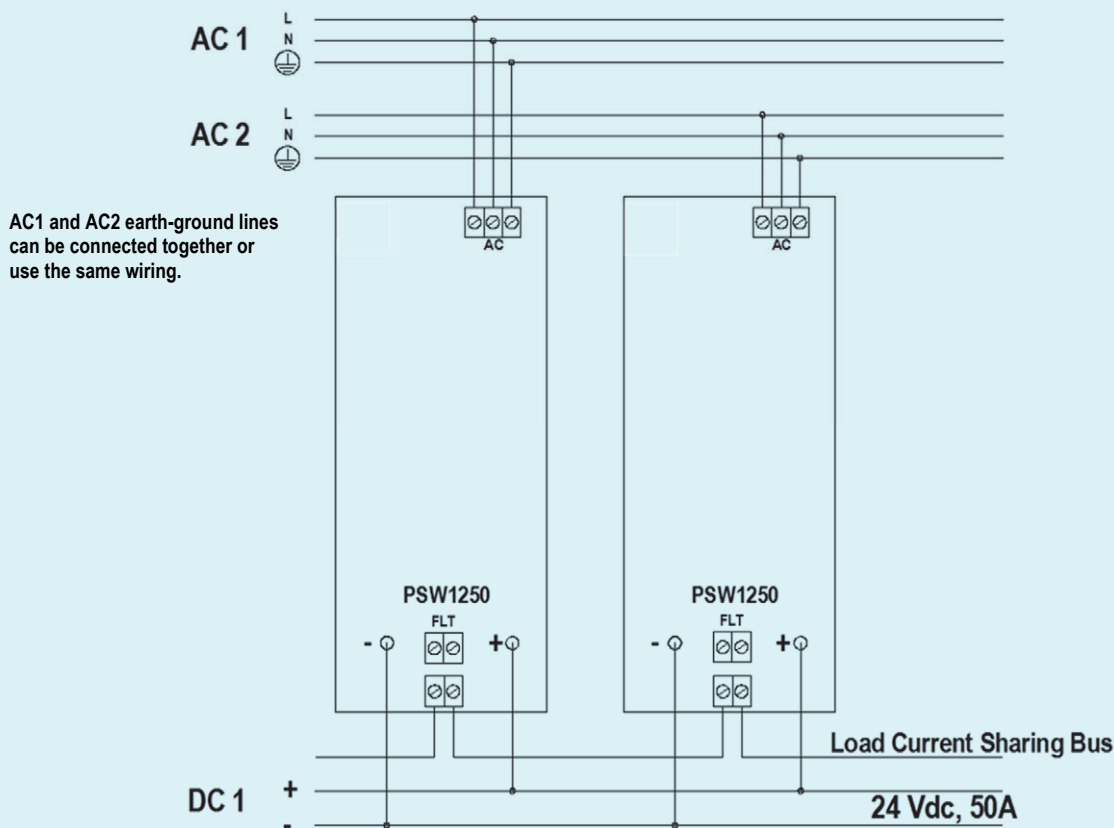 AC 1
L
N
AC 2
L
N
AC1 and AC2 earth-ground lines
can be connected together or
use the same wiring.
AC
AC
PSW1250
FLT
- +
PSW1250
FLT
- +
Load Current Sharing Bus
DC 1
+
-
24 Vdc, 50A